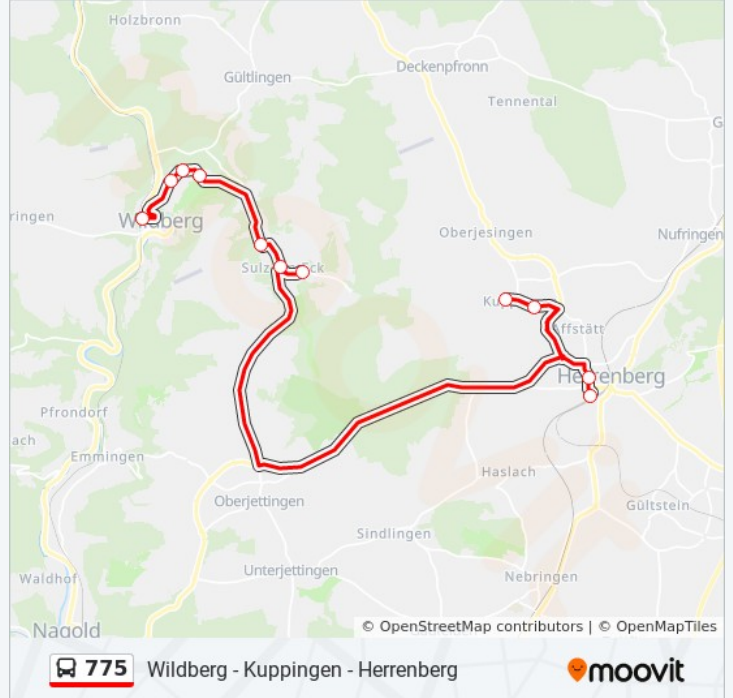 Holzbronn
Gültlingen
Deckenpfronn
Tennental
G
ringen
Wildberg
Oberjesingen
Nufringen
Sulz Eck
Ku
Affstätt
Herrenberg
Pfrondorf
ach
Emmingen
Haslach
Oberjettingen
Gültstein
Sindlingen
Unterjettingen
Waldhof
Nebringen
Nagold
© OpenStreetMap contributors | © OpenMapTiles
775 Wildberg - Kuppingen - Herrenberg
moovit